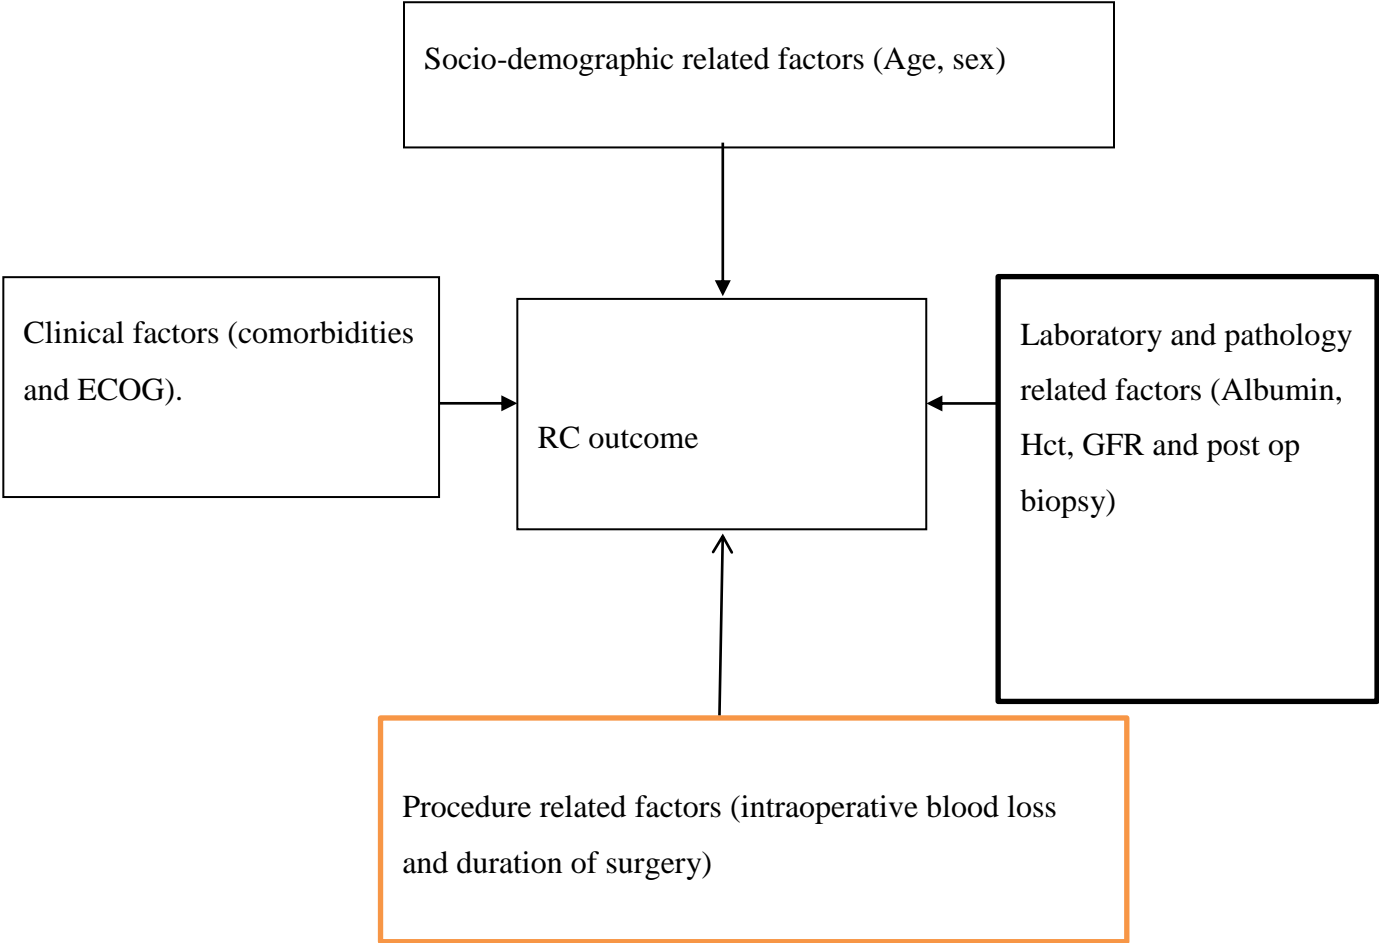 Socio-demographic related factors (Age, sex)
Clinical factors (comorbidities
and ECOG).
RC outcome
Laboratory and pathology
related factors (Albumin,
Hct, GFR and post op
biopsy)
Procedure related factors (intraoperative blood loss
and duration of surgery)